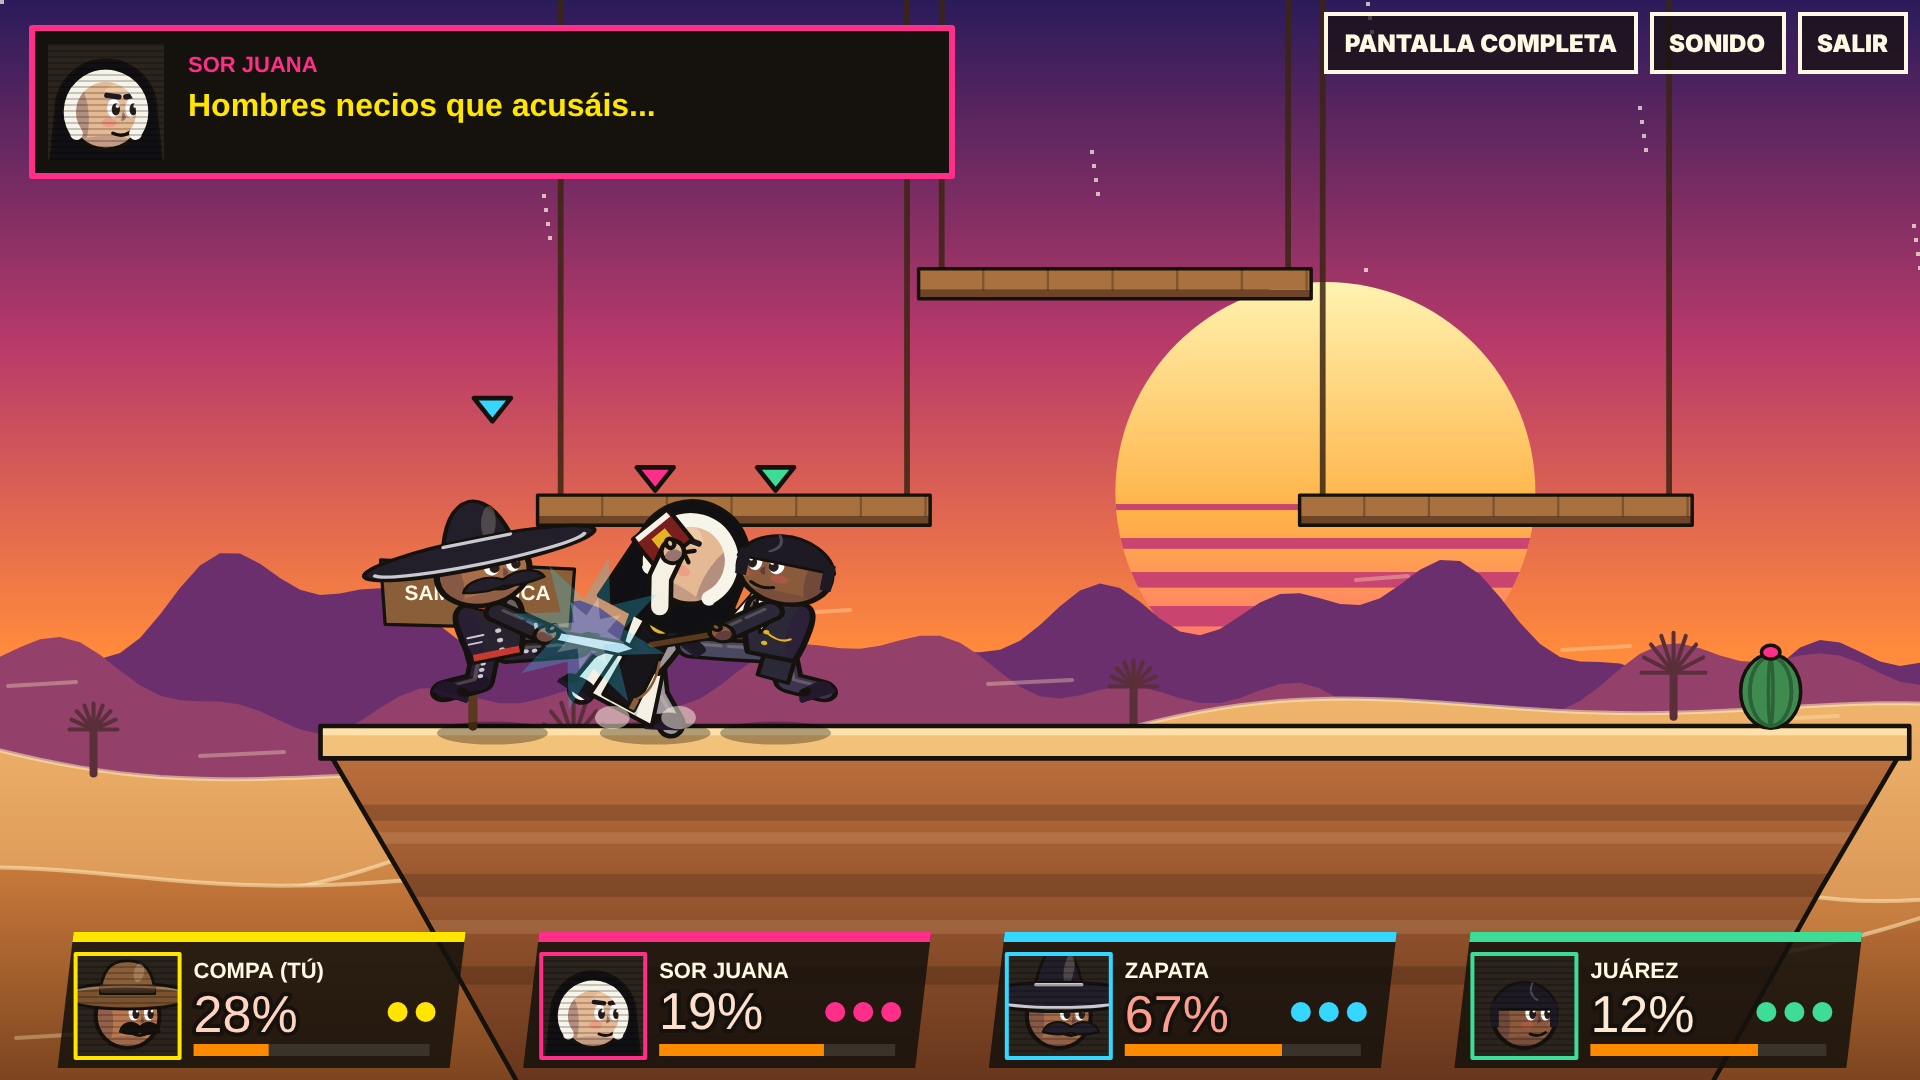 SOR JUANA
Hombres necios que acusáis...
PANTALLA COMPLETA
SONIDO
SALIR
COMPA (TÚ)
28%
SOR JUANA
19%
ZAPATA
67%
JUÁREZ
12%